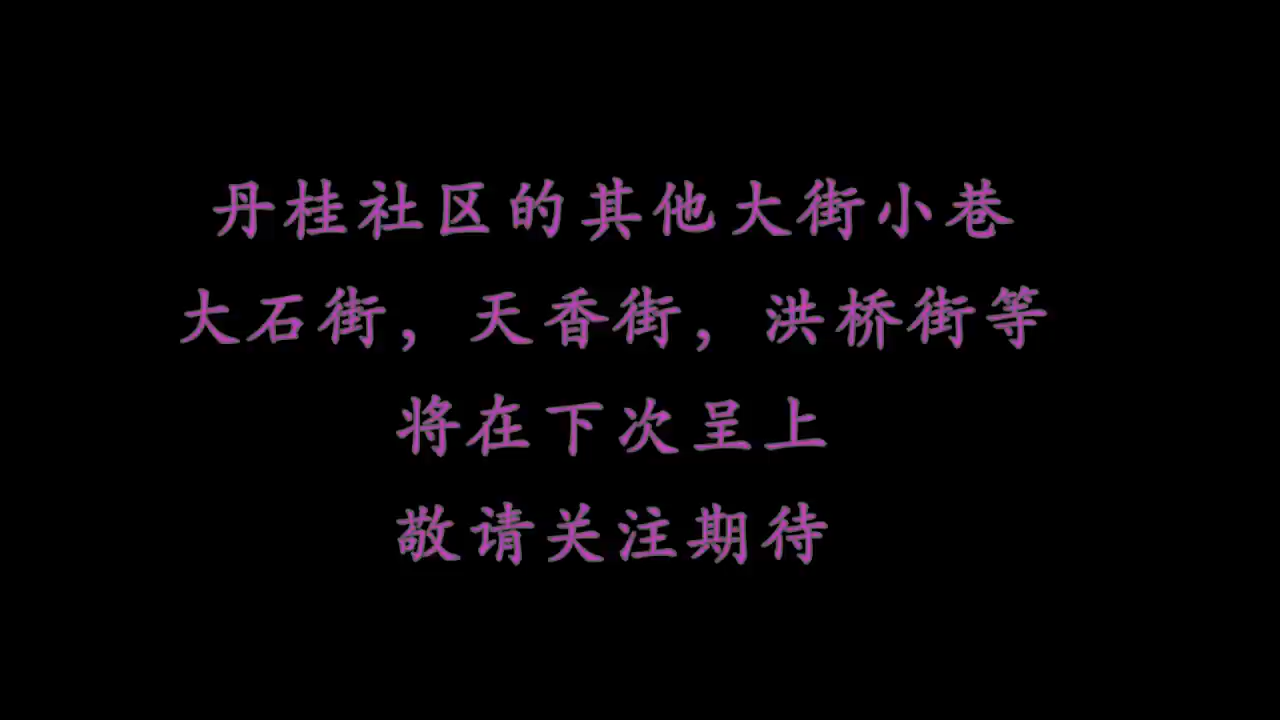 丹桂社区的其他大街小巷
大石街，天香街，洪桥街等
将在下次呈上
敬请关注期待